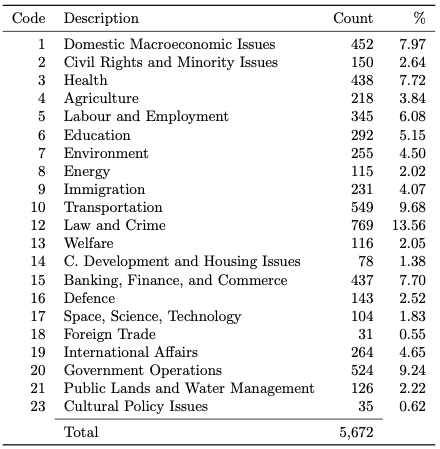 Code Description Count %
1 Domestic Macroeconomic Issues 452 7.97
2 Civil Rights and Minority Issues 150 2.64
3 Health 438 7.72
4 Agriculture 218 3.84
5 Labour and Employment 345 6.08
6 Education 292 5.15
7 Environment 255 4.50
8 Energy 115 2.02
9 Immigration 231 4.07
10 Transportation 549 9.68
12 Law and Crime 769 13.56
13 Welfare 116 2.05
14 C. Development and Housing Issues 78 1.38
15 Banking, Finance, and Commerce 437 7.70
16 Defence 143 2.52
17 Space, Science, Technology 104 1.83
18 Foreign Trade 31 0.55
19 International Affairs 264 4.65
20 Government Operations 524 9.24
21 Public Lands and Water Management 126 2.22
23 Cultural Policy Issues 35 0.62
Total 5,672